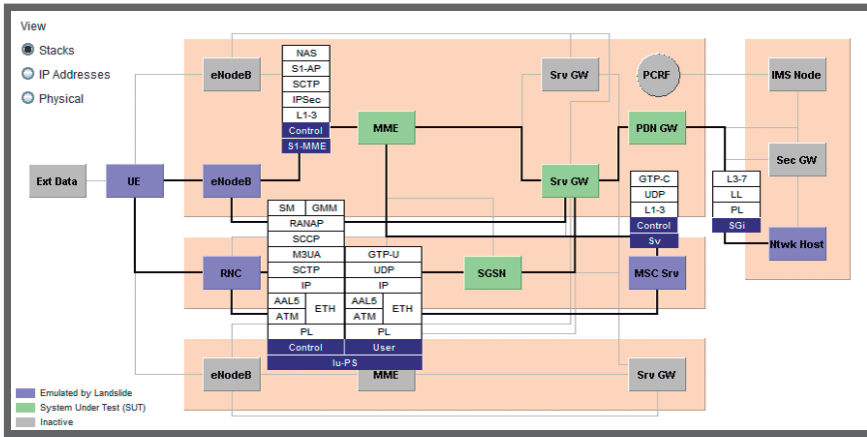 View
Stacks
IP Addresses
Physical
eNodeB
NAS
S1-AP
SCTP
IPSec
L1-3
Control
S1-MME
Srv GW
PCRF
IMS Node
MME
PDN GW
Sec GW
Ext Data
UE
eNodeB
Srv GW
GTP-C
UDP
L1-3
Control
Sv
L3-7
LL
PL
SGi
SM GMM
RANAP
SCCP
M3UA
SCTP
IP
AAL5
ATM
ETH
PL
Control
GTP-U
UDP
IP
AAL5
ATM
ETH
PL
User
Iu-PS
RNC
SGSN
MSC Srv
Ntwk Host
eNodeB
MME
Srv GW
Emulated by Landslide
System Under Test (SUT)
Inactive